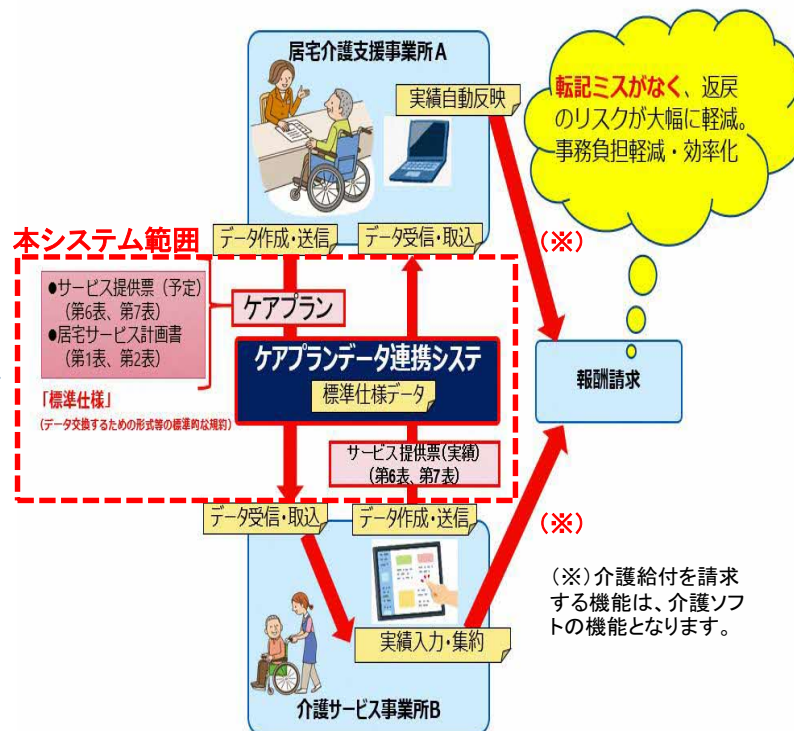 居宅介護支援事業所A
実績自動反映
転記ミスがなく、返戻
のリスクが大幅に軽減。
事務負担軽減・効率化
データ作成・送信
データ受信・取込
(※)
本システム範囲
●サービス提供票（予定）
(第6表、第7表)
●居宅サービス計画書
(第1表、第2表)
ケアプラン
「標準仕様」
(データ交換するための形式等の標準的な規約)
ケアプランデータ連携システ
標準仕様データ
サービス提供票(実績)
(第6表、第7表)
報酬請求
データ受信・取込
データ作成・送信
(※)
実績入力・集約
介護サービス事業所B
(※)介護給付を請求
する機能は、介護ソフ
トの機能となります。